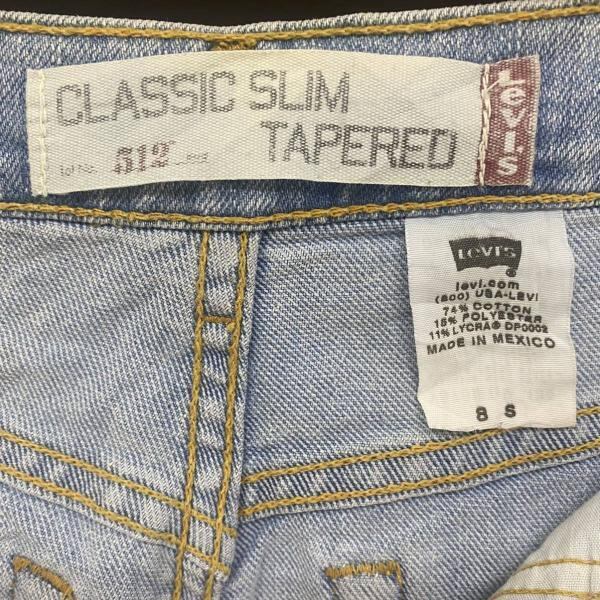 CLASSIC SLIM
TAPERED
Lot No. 512™
Levi's
LEVI'S
®
levi.com
(800) USA-LEVI
74% COTTON
15% POLYESTER
11% LYCRA® DP0002
MADE IN MEXICO
8 S